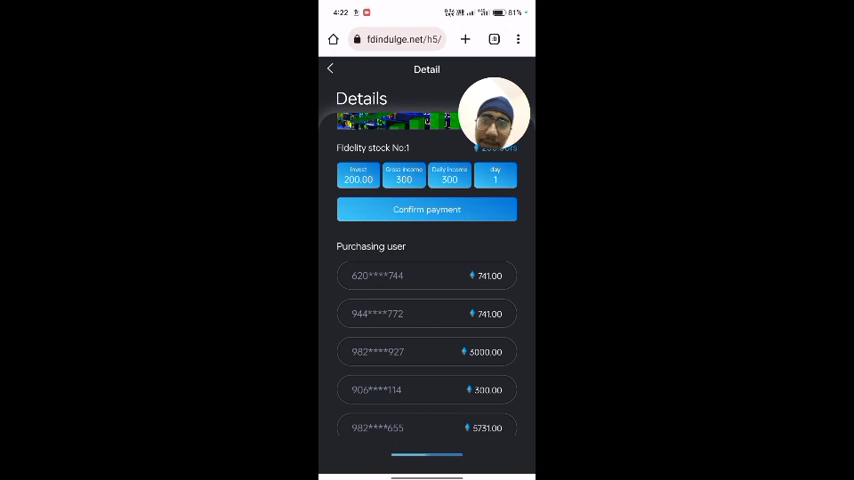 4:22
81%
fdindulge.net/h5/
Detail
Details
Fidelity stock No:1
Invest Gross income Daily Income day
200.00 300 300 1
Confirm payment
Purchasing user
620****744 741.00
944****772 741.00
982****927 3000.00
906****114 300.00
982****655 5731.00